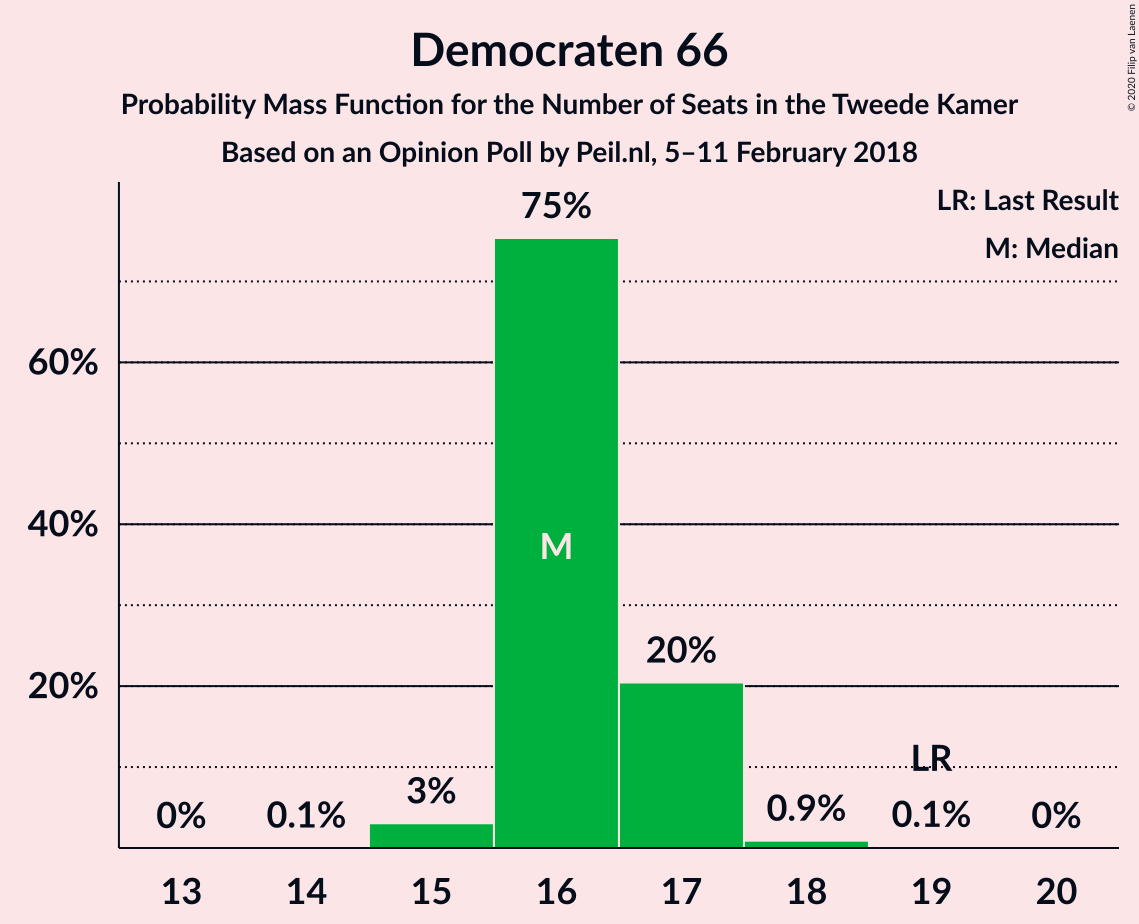 Democraten 66
Probability Mass Function for the Number of Seats in the Tweede Kamer
Based on an Opinion Poll by Peil.nl, 5–11 February 2018
© 2020 Filip van Laenen
LR: Last Result
M: Median
75%
60%
40%
M
20%
20%
LR
3%
0%
0.1%
0.9%
0.1%
0%
13 14 15 16 17 18 19 20